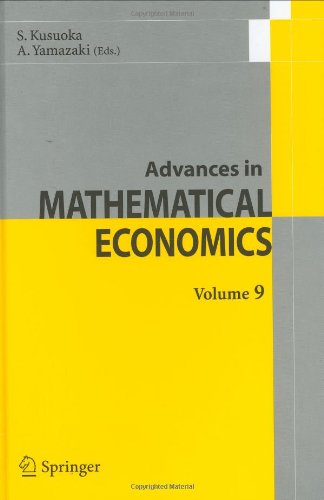 S. Kusuoka
A. Yamazaki (Eds.)
Advances in
MATHEMATICAL
ECONOMICS
Volume 9
Springer